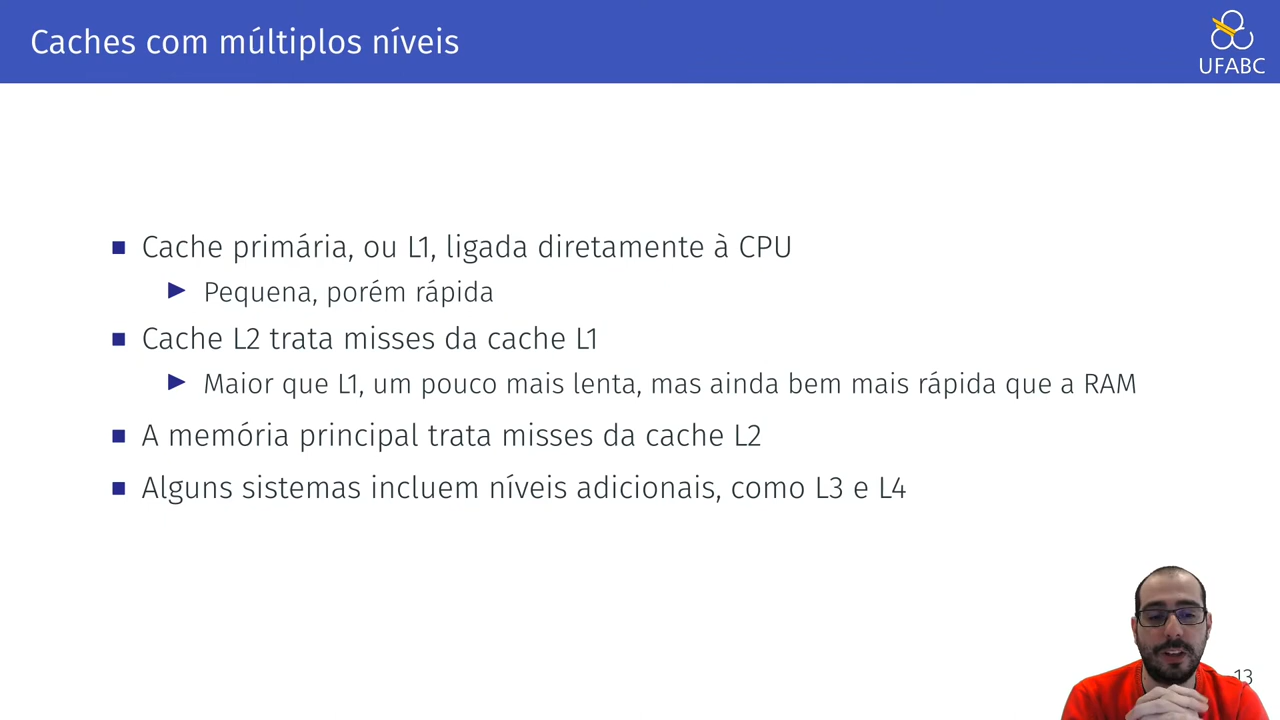 Caches com múltiplos níveis
UFABC
Cache primária, ou L1, ligada diretamente à CPU
Pequena, porém rápida
Cache L2 trata misses da cache L1
Maior que L1, um pouco mais lenta, mas ainda bem mais rápida que a RAM
A memória principal trata misses da cache L2
Alguns sistemas incluem níveis adicionais, como L3 e L4
13